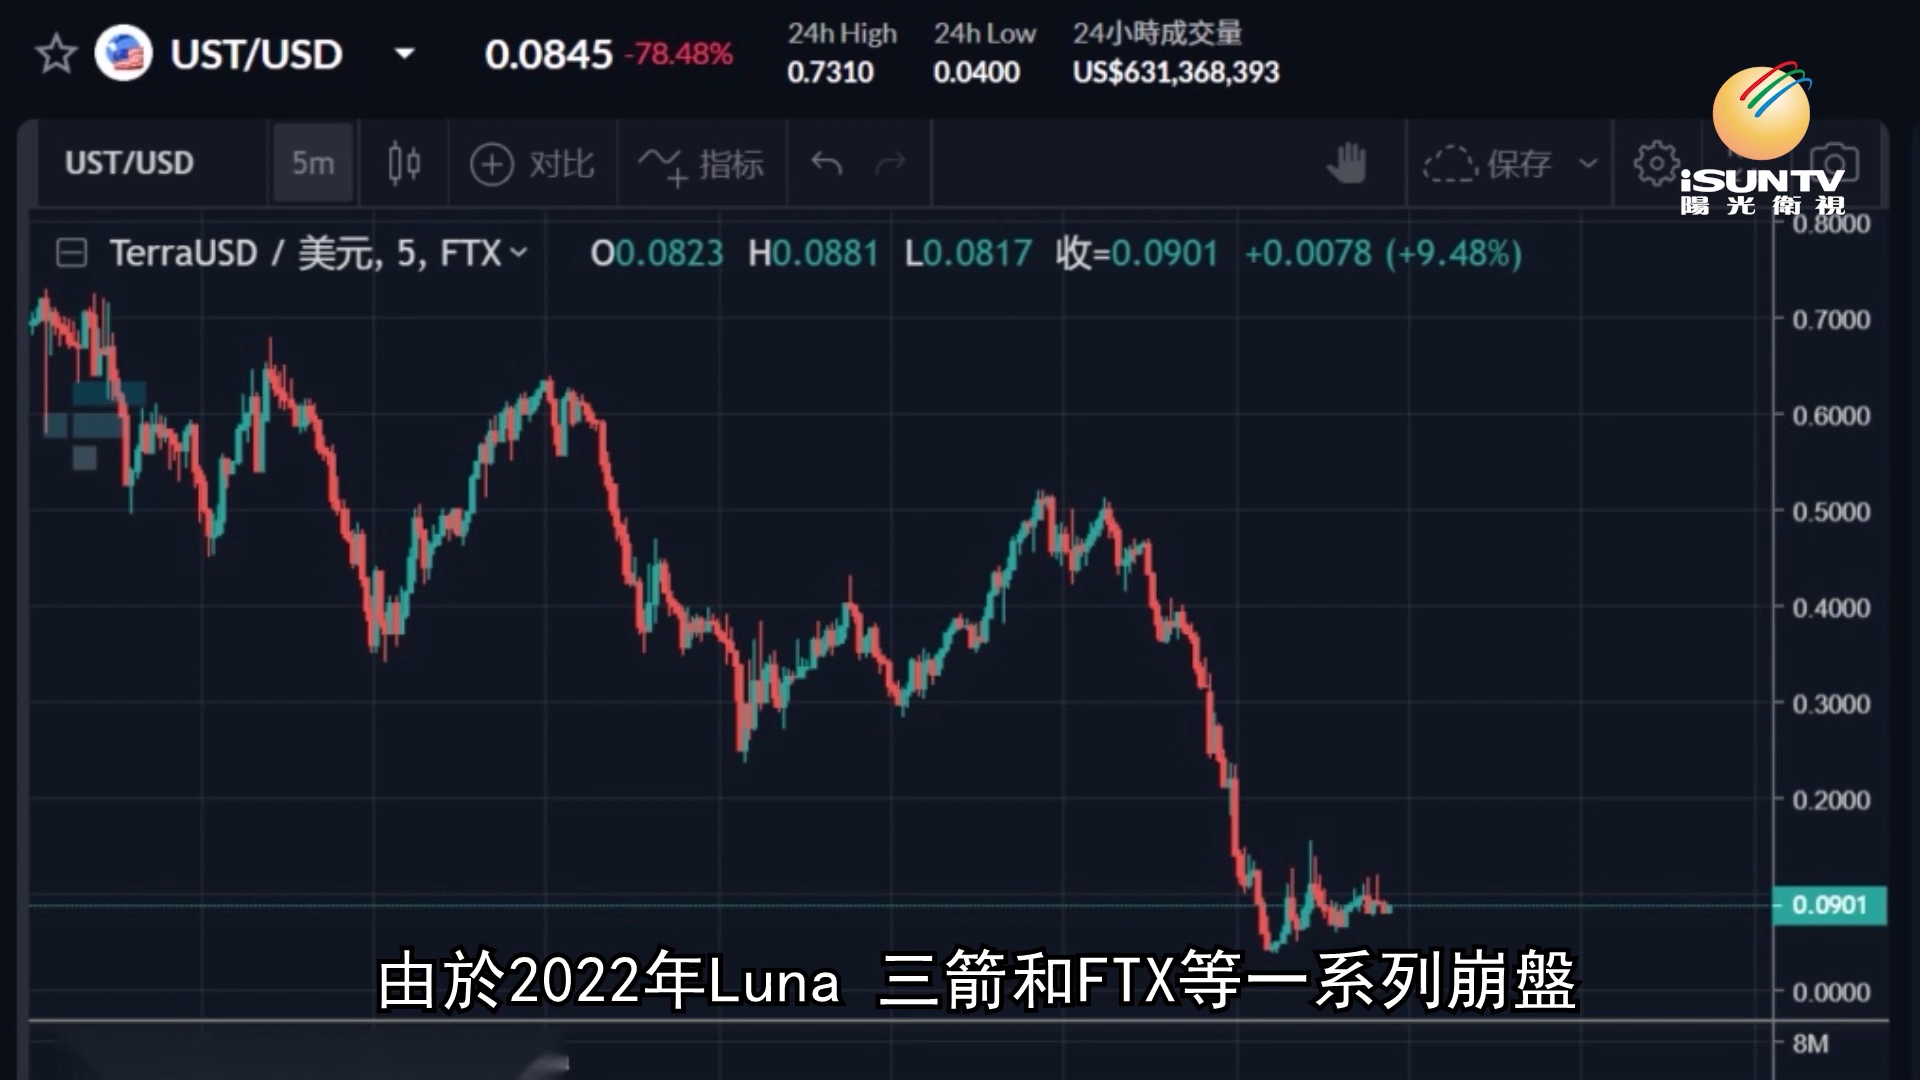 UST/USD 0.0845 -78.48%
24h High 24h Low 24小時成交量
0.7310 0.0400 US$631,368,393
UST/USD 5m 对比 指标 保存
iSUNTV
陽光衛視
TerraUSD / 美元, 5, FTX O0.0823 H0.0881 L0.0817 收=0.0901 +0.0078 (+9.48%)
0.8000
0.7000
0.6000
0.5000
0.4000
0.3000
0.2000
0.0901
0.0000
8M
由於2022年Luna 三箭和FTX等一系列崩盤